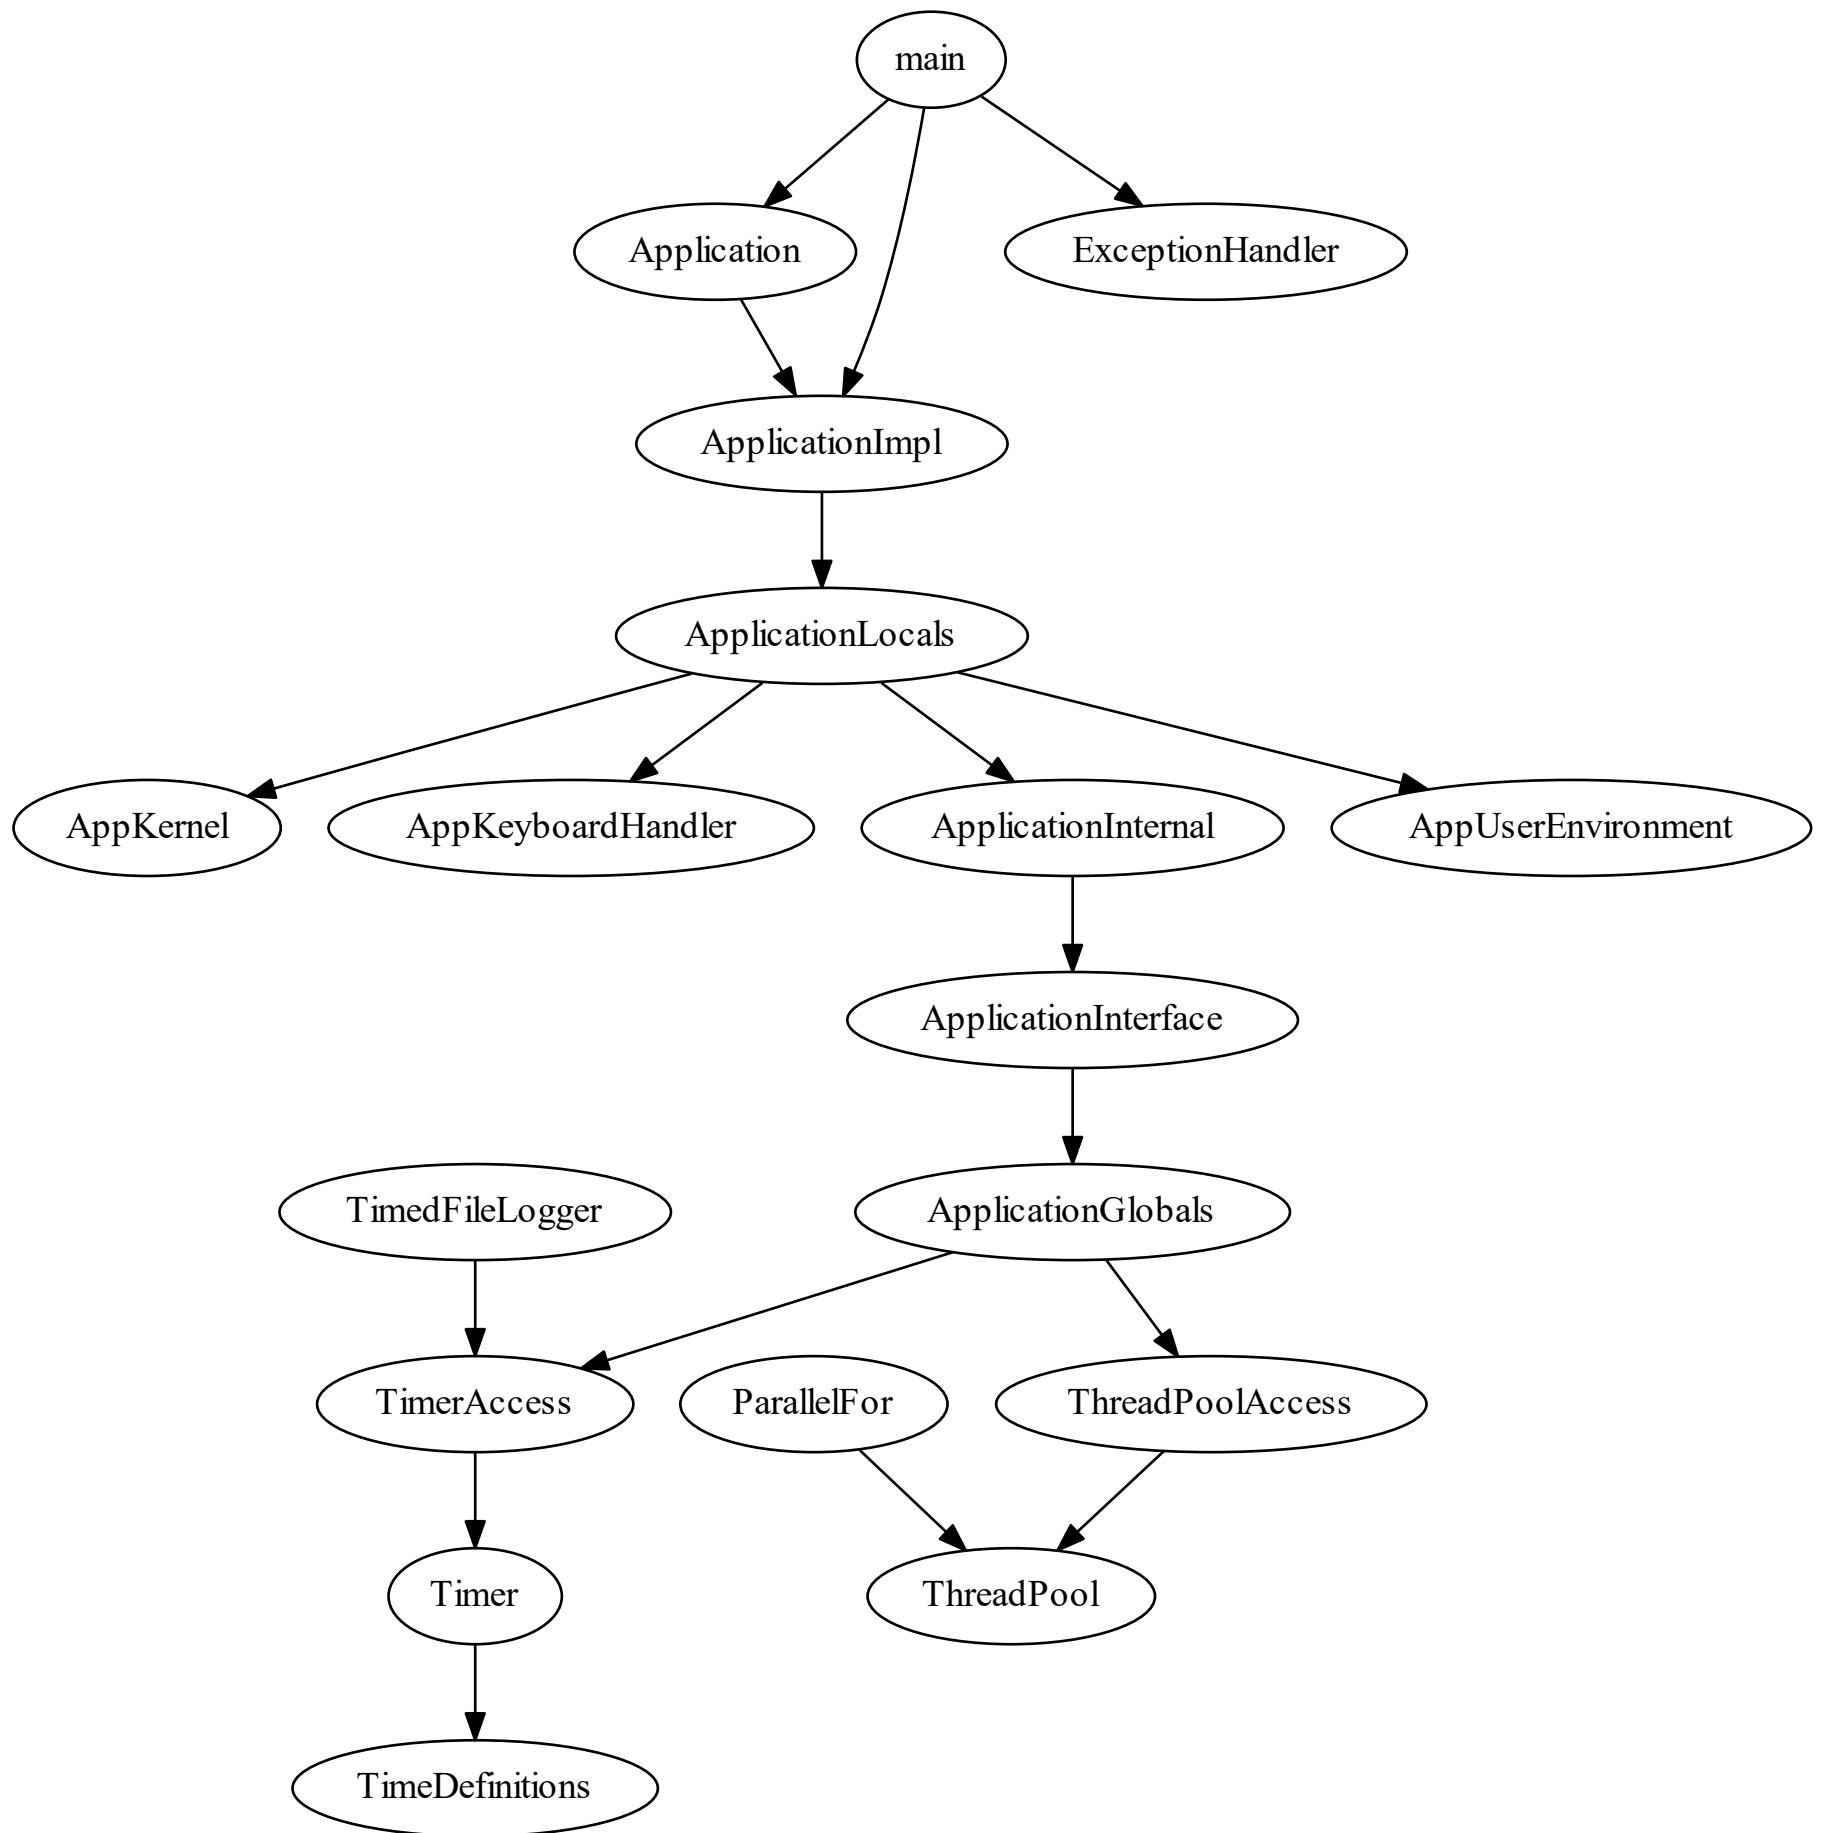 main
Application
ExceptionHandler
ApplicationImpl
ApplicationLocals
AppKernel
AppKeyboardHandler
ApplicationInternal
AppUserEnvironment
ApplicationInterface
TimedFileLogger
ApplicationGlobals
TimerAccess
ParallelFor
ThreadPoolAccess
Timer
ThreadPool
TimeDefinitions